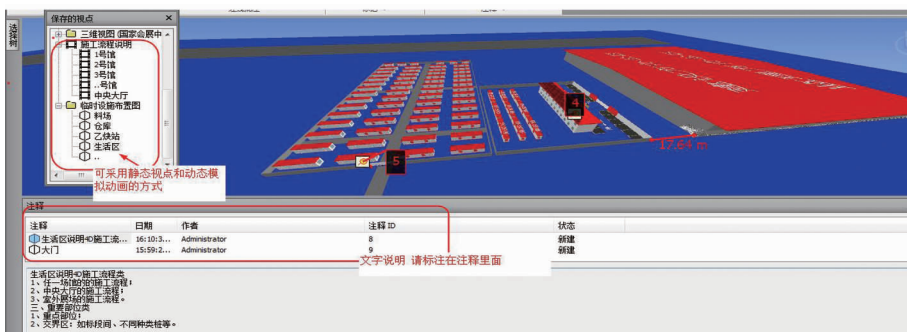 保存的视点
选择树
三维视图(国家会展中
施工流程说明
1号馆
2号馆
3号馆
..号馆
中央大厅
临时设施布置图
料场
仓库
乙炔站
生活区
..
可采用静态视点和动态模
拟动画的方式
4
5
17.64 m
注释
注释 日期 作者 注释 ID 状态
生活区说明4D施工流... 16:10:3... Administrator 8 新建
大门 15:59:2... Administrator 9 新建
文字说明 请标注在注释里面
生活区说明4D施工流程类
1、任一场馆的的施工流程;
2、中央大厅的施工流程;
3、室外展场的施工流程。
三、重要部位类
1、重点部位;
2、交界区:如标段间、不同种类桩等。